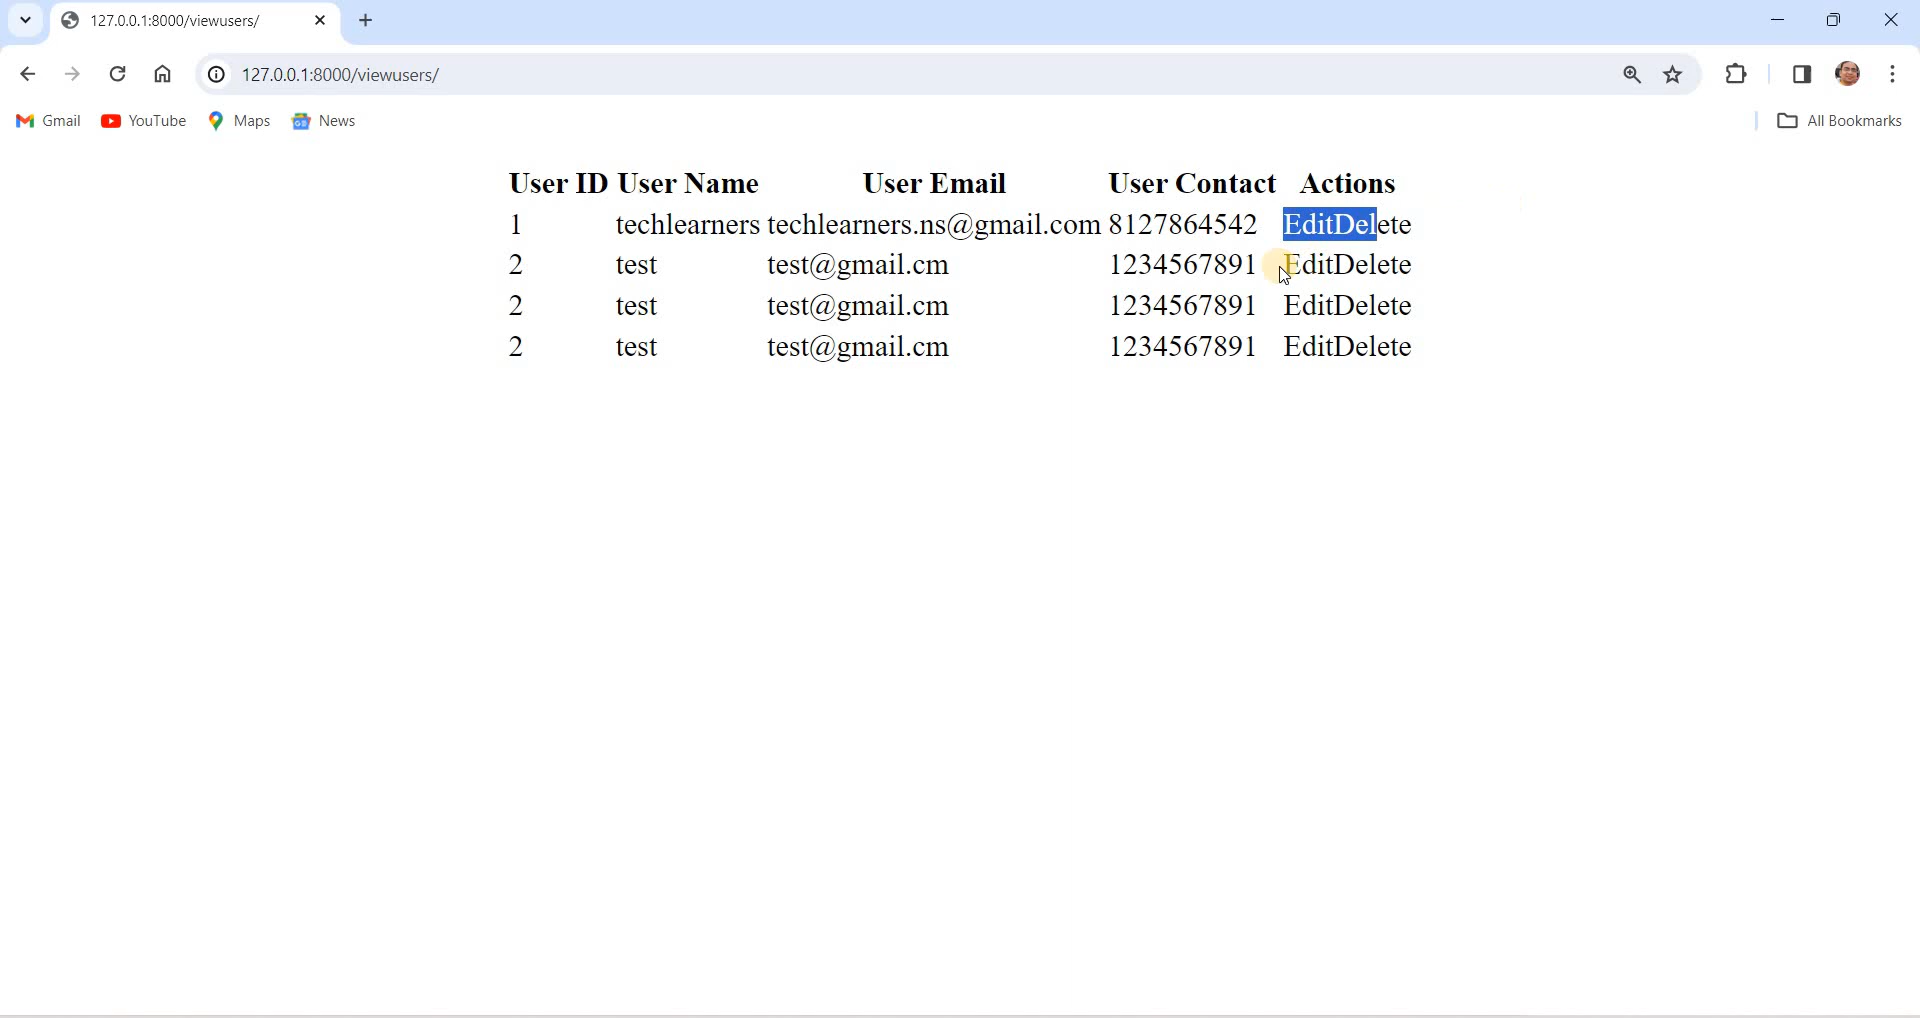 127.0.0.1:8000/viewusers/
127.0.0.1:8000/viewusers/
Gmail YouTube Maps News All Bookmarks
User ID User Name User Email User Contact Actions
1 techlearners techlearners.ns@gmail.com 8127864542 EditDelete
2 test test@gmail.cm 1234567891 EditDelete
2 test test@gmail.cm 1234567891 EditDelete
2 test test@gmail.cm 1234567891 EditDelete